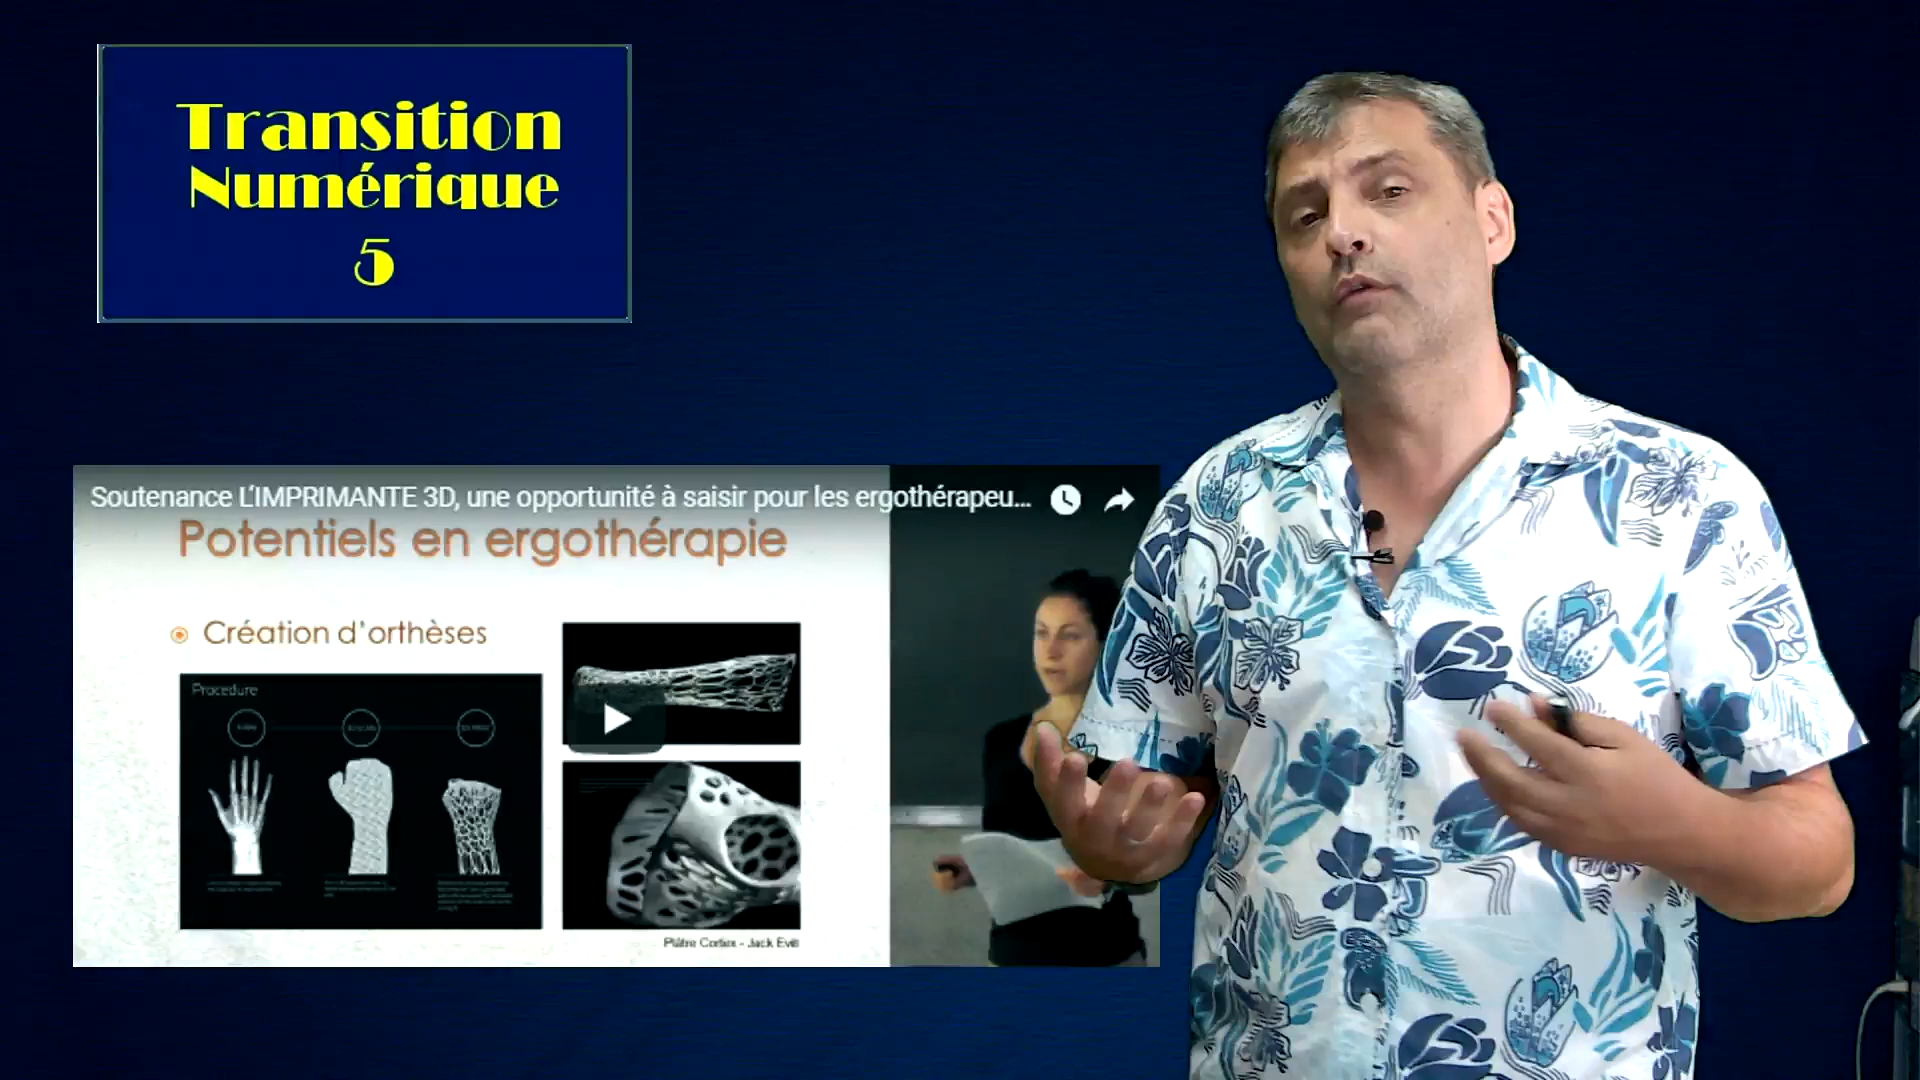 Transition
Numérique
5
Soutenance L'IMPRIMANTE 3D, une opportunité à saisir pour les ergothérapeu...
Potentiels en ergothérapie
Création d'orthèses
Procedure
Plâtre Cortex - Jack Evill